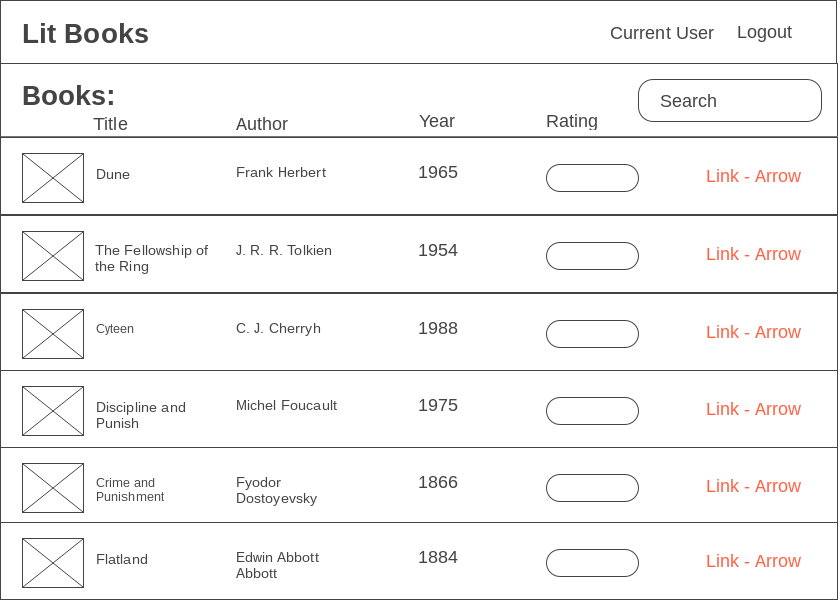 Lit Books
Current User
Logout
Books:
Search
Title
Author
Year
Rating
Dune
Frank Herbert
1965
Link - Arrow
The Fellowship of
the Ring
J. R. R. Tolkien
1954
Link - Arrow
Cyteen
C. J. Cherryh
1988
Link - Arrow
Discipline and
Punish
Michel Foucault
1975
Link - Arrow
Crime and
Punishment
Fyodor
Dostoyevsky
1866
Link - Arrow
Flatland
Edwin Abbott
Abbott
1884
Link - Arrow